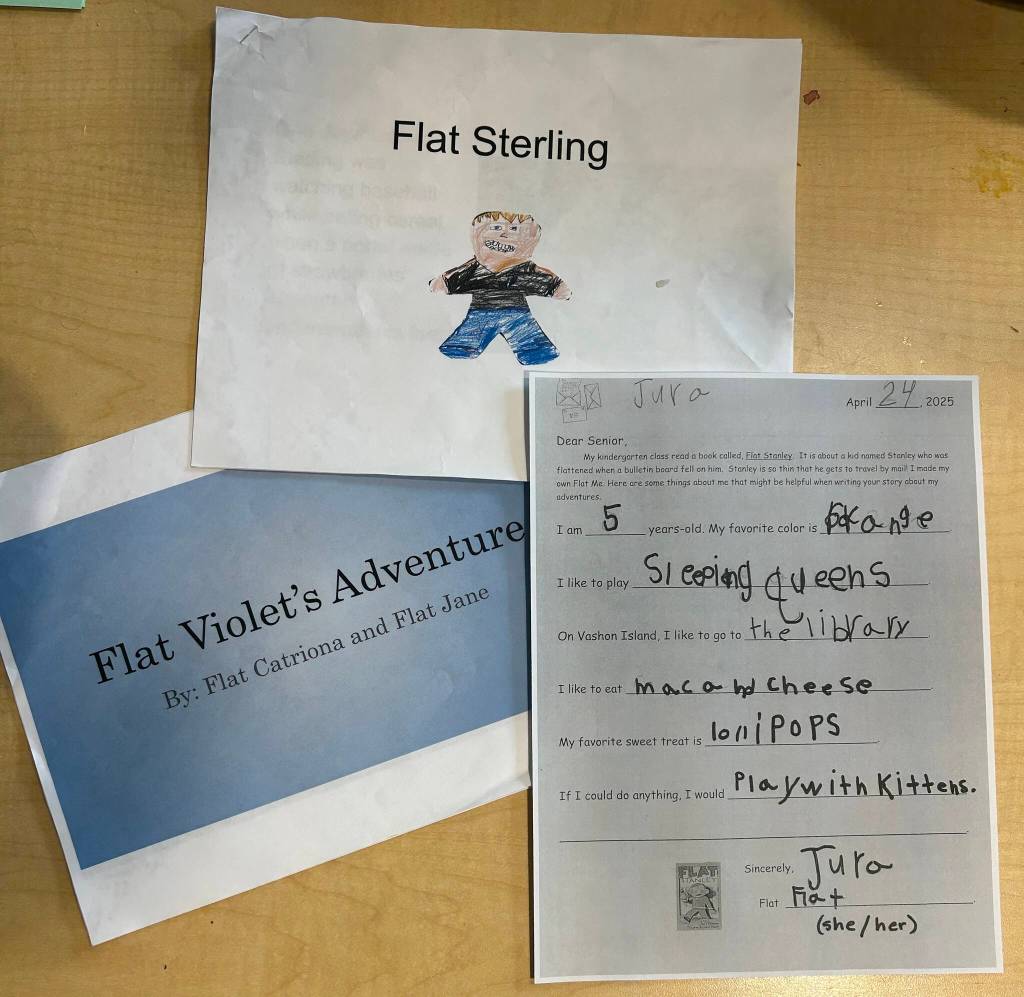 Flat Sterling
Flat Violet's Adventure
By: Flat Catriona and Flat Jane
Jura
April 24, 2025
Dear Senior,
My kindergarten class read a book called, Flat Stanley. It is about a kid named Stanley who was
flattened when a bulletin board fell on him. Stanley is so thin that he gets to travel by mail! I made my
own Flat Me. Here are some things about me that might be helpful when writing your story about my
adventures.
I am 5 years-old. My favorite color is orange
I like to play Sleeping queens
On Vashon Island, I like to go to the library
I like to eat mac and cheese
My favorite sweet treat is lollipops
If I could do anything, I would Play with kittens.
Sincerely, Jura
Flat Flat
(she/her)
FLAT
STANLEY